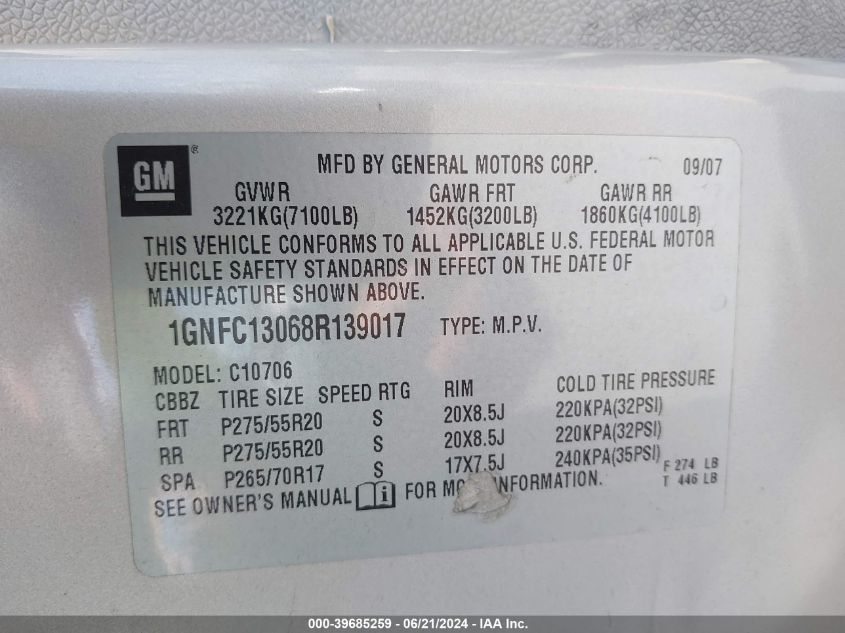 GM ® MFD BY GENERAL MOTORS CORP. 09/07
GVWR GAWR FRT GAWR RR
3221KG(7100LB) 1452KG(3200LB) 1860KG(4100LB)
THIS VEHICLE CONFORMS TO ALL APPLICABLE U.S. FEDERAL MOTOR
VEHICLE SAFETY STANDARDS IN EFFECT ON THE DATE OF
MANUFACTURE SHOWN ABOVE.
1GNFC13068R139017 TYPE: M.P.V.
MODEL: C10706
CBBZ TIRE SIZE SPEED RTG RIM COLD TIRE PRESSURE
FRT P275/55R20 S 20X8.5J 220KPA(32PSI)
RR P275/55R20 S 20X8.5J 220KPA(32PSI)
SPA P265/70R17 S 17X7.5J 240KPA(35PSI) F 274 LB
T 446 LB
SEE OWNER'S MANUAL FOR INFORMATION.
000-39685259 - 06/21/2024 - IAA Inc.